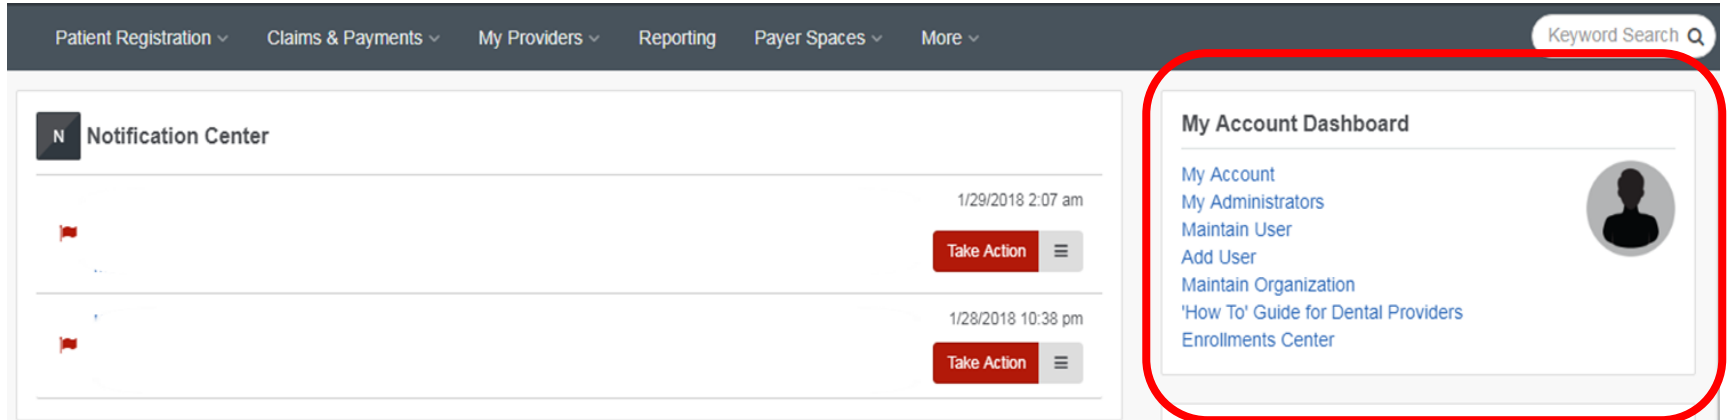 Patient Registration Claims & Payments My Providers Reporting Payer Spaces More Keyword Search
N Notification Center
1/29/2018 2:07 am
Take Action
...
1/28/2018 10:38 pm
Take Action
My Account Dashboard
My Account
My Administrators
Maintain User
Add User
Maintain Organization
'How To' Guide for Dental Providers
Enrollments Center